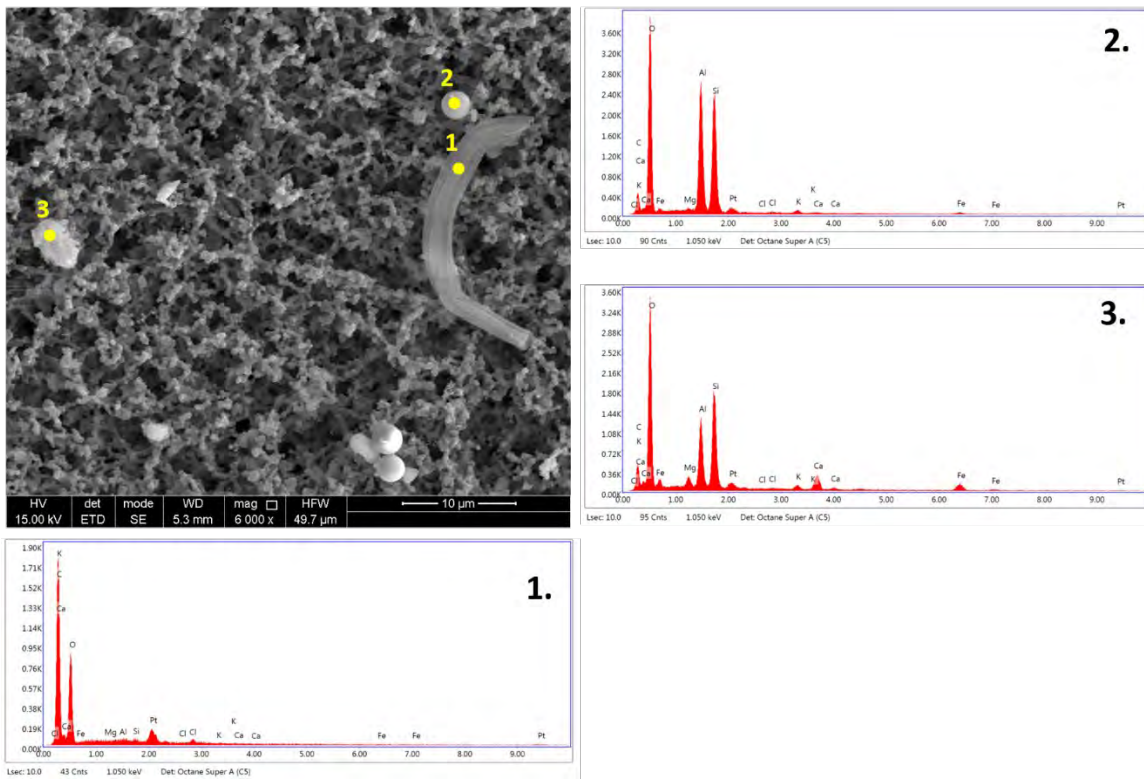 2
1
3
HV det mode WD mag □ HFW
15.00 kV ETD SE 5.3 mm 6 000 x 49.7 µm
10 µm
2.
3.60K
3.20K
2.80K
2.40K
2.00K
1.60K
1.20K
0.80K
0.40K
0.00K
O
Al
Si
C
Ca
K
Ca
Fe
Mg
Pt
Cl
Cl
K
K
Ca
Ca
Fe
Fe
Pt
0.00 1.00 2.00 3.00 4.00 5.00 6.00 7.00 8.00 9.00
Lsec: 10.0 90 Cnts 1.050 keV Det: Octane Super A (C5)
3.
3.60K
3.24K
2.88K
2.52K
2.16K
1.80K
1.44K
1.08K
0.72K
0.36K
0.00K
O
Al
Si
C
K
Ca
Ca
Fe
Mg
Pt
Cl
Cl
K
K
Ca
Ca
Fe
Fe
Pt
0.00 1.00 2.00 3.00 4.00 5.00 6.00 7.00 8.00 9.00
Lsec: 10.0 95 Cnts 1.050 keV Det: Octane Super A (C5)
1.
1.90K
1.71K
1.52K
1.33K
1.14K
0.95K
0.76K
0.57K
0.38K
0.19K
0.00K
K
C
Ca
O
Ca
Fe
Mg
Al
Si
Pt
Cl
Cl
K
K
Ca
Ca
Fe
Fe
Pt
0.00 1.00 2.00 3.00 4.00 5.00 6.00 7.00 8.00 9.00
Lsec: 10.0 43 Cnts 1.050 keV Det: Octane Super A (C5)